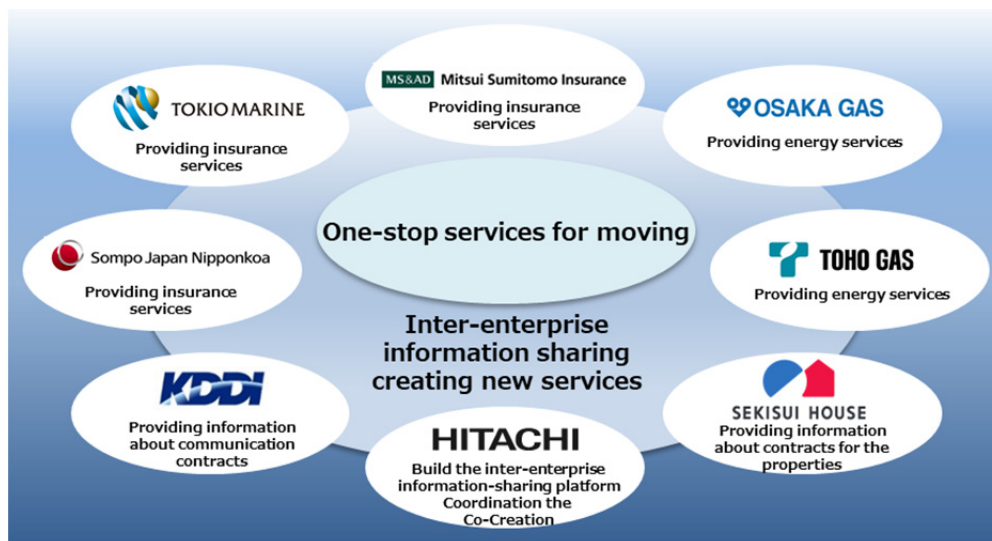 MS&AD Mitsui Sumitomo Insurance
Providing insurance
services
TOKIO MARINE
Providing insurance
services
OSAKA GAS
Providing energy services
One-stop services for moving
Sompo Japan Nipponkoa
Providing insurance
services
TOHO GAS
Providing energy services
Inter-enterprise
information sharing
creating new services
KDDI
Providing information
about communication
contracts
HITACHI
Build the inter-enterprise
information-sharing platform
Coordination the
Co-Creation
SEKISUI HOUSE
Providing information
about contracts for the
properties